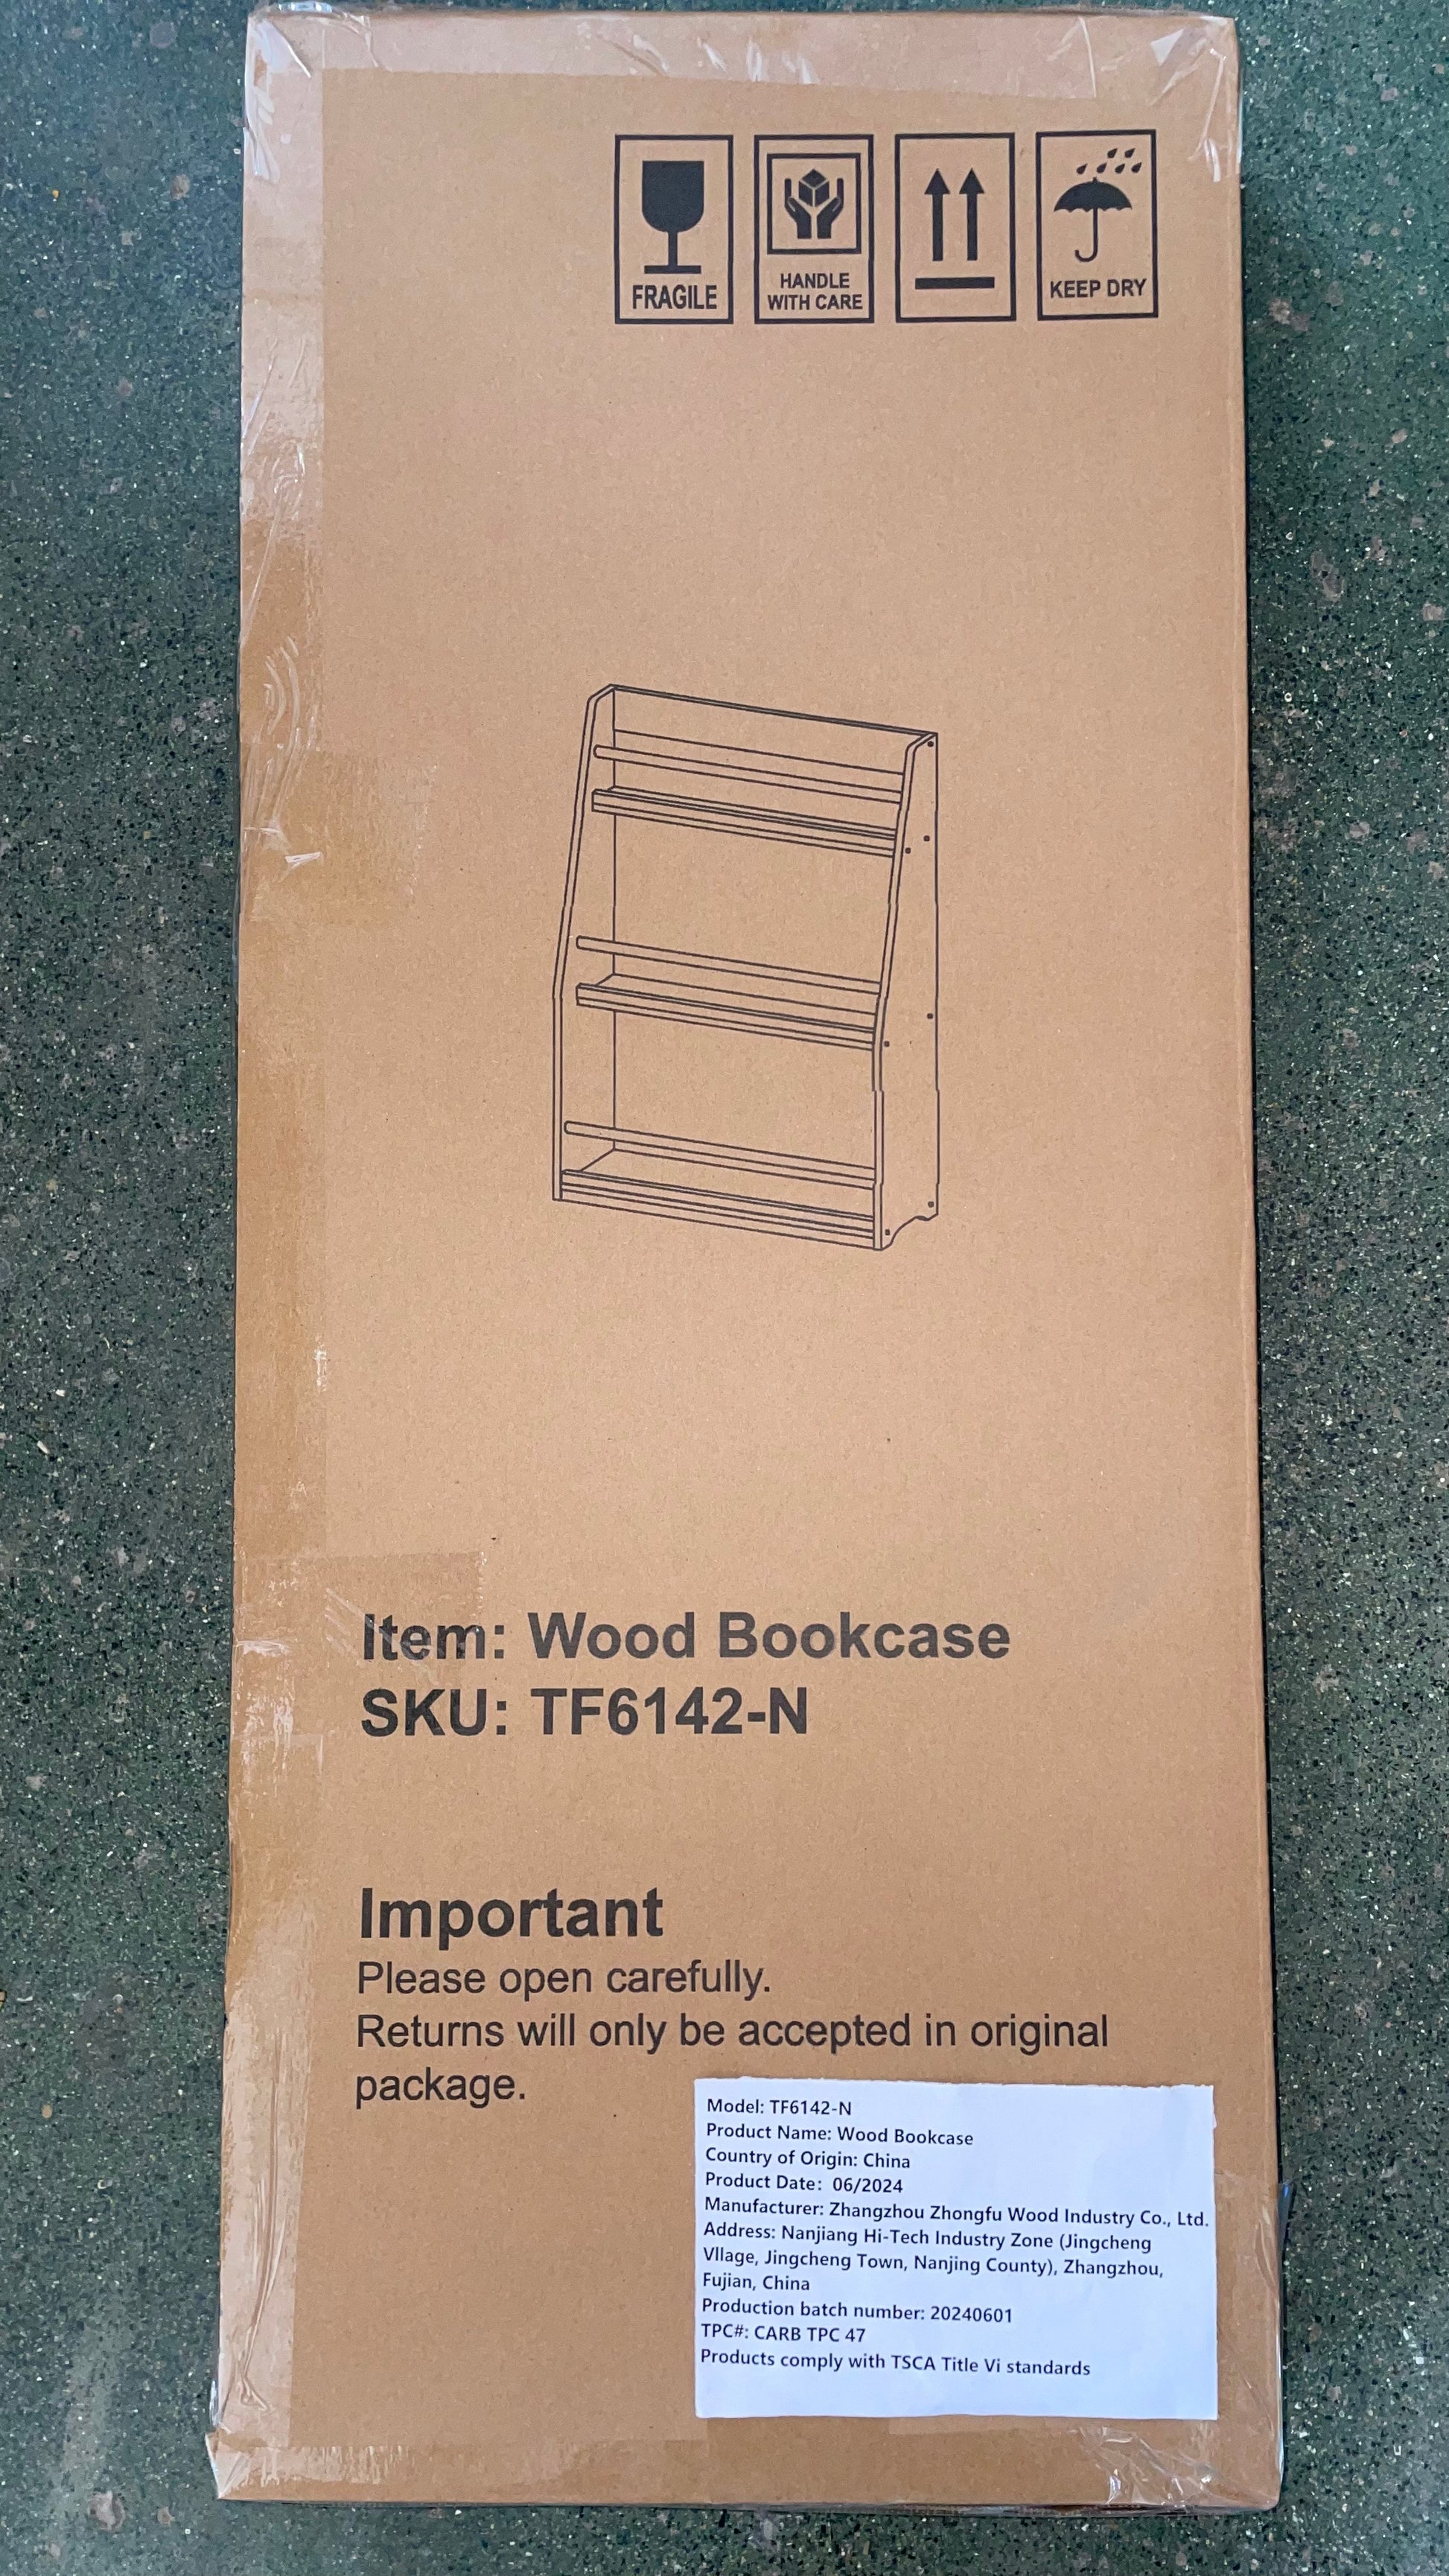 FRAGILE
HANDLE
WITH CARE
KEEP DRY
Item: Wood Bookcase
SKU: TF6142-N
Important
Please open carefully.
Returns will only be accepted in original
package.
Model: TF6142-N
Product Name: Wood Bookcase
Country of Origin: China
Product Date: 06/2024
Manufacturer: Zhangzhou Zhongfu Wood Industry Co., Ltd.
Address: Nanjiang Hi-Tech Industry Zone (Jingcheng
Vllage, Jingcheng Town, Nanjing County), Zhangzhou,
Fujian, China
Production batch number: 20240601
TPC#: CARB TPC 47
Products comply with TSCA Title Vi standards